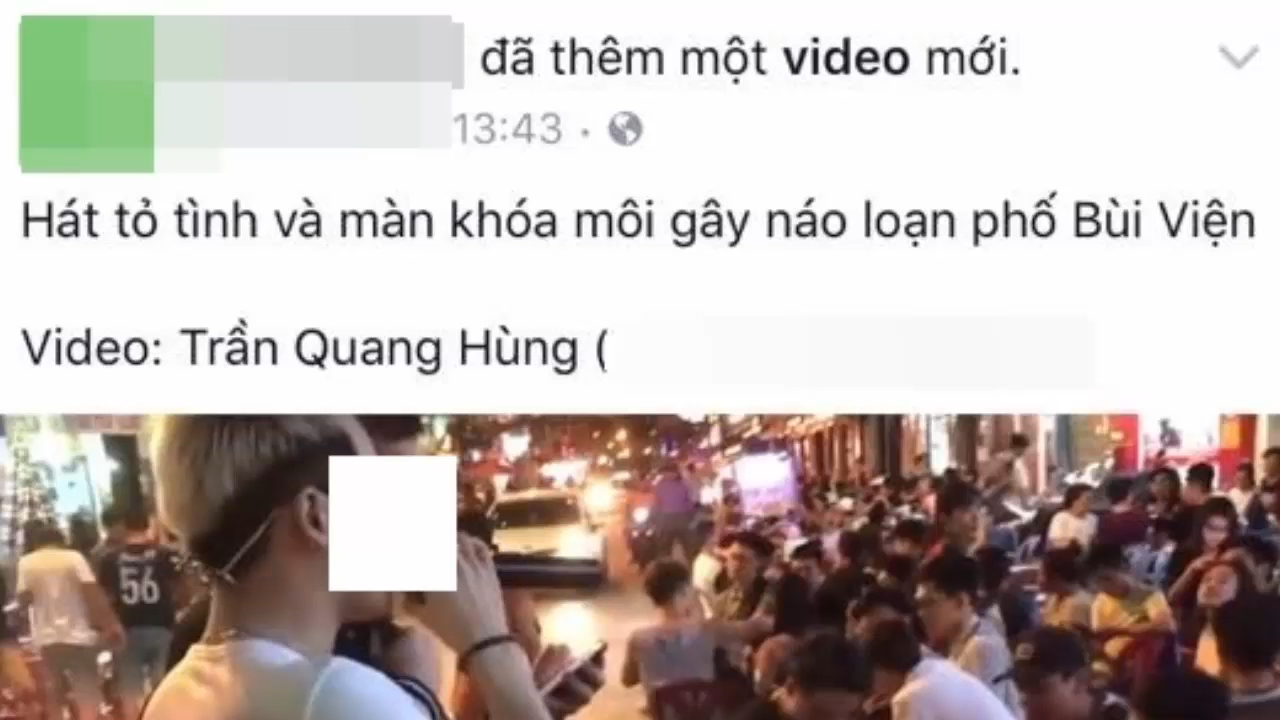 đã thêm một video mới.
13:43 ·
Hát tỏ tình và màn khóa môi gây náo loạn phố Bùi Viện
Video: Trần Quang Hùng (
56